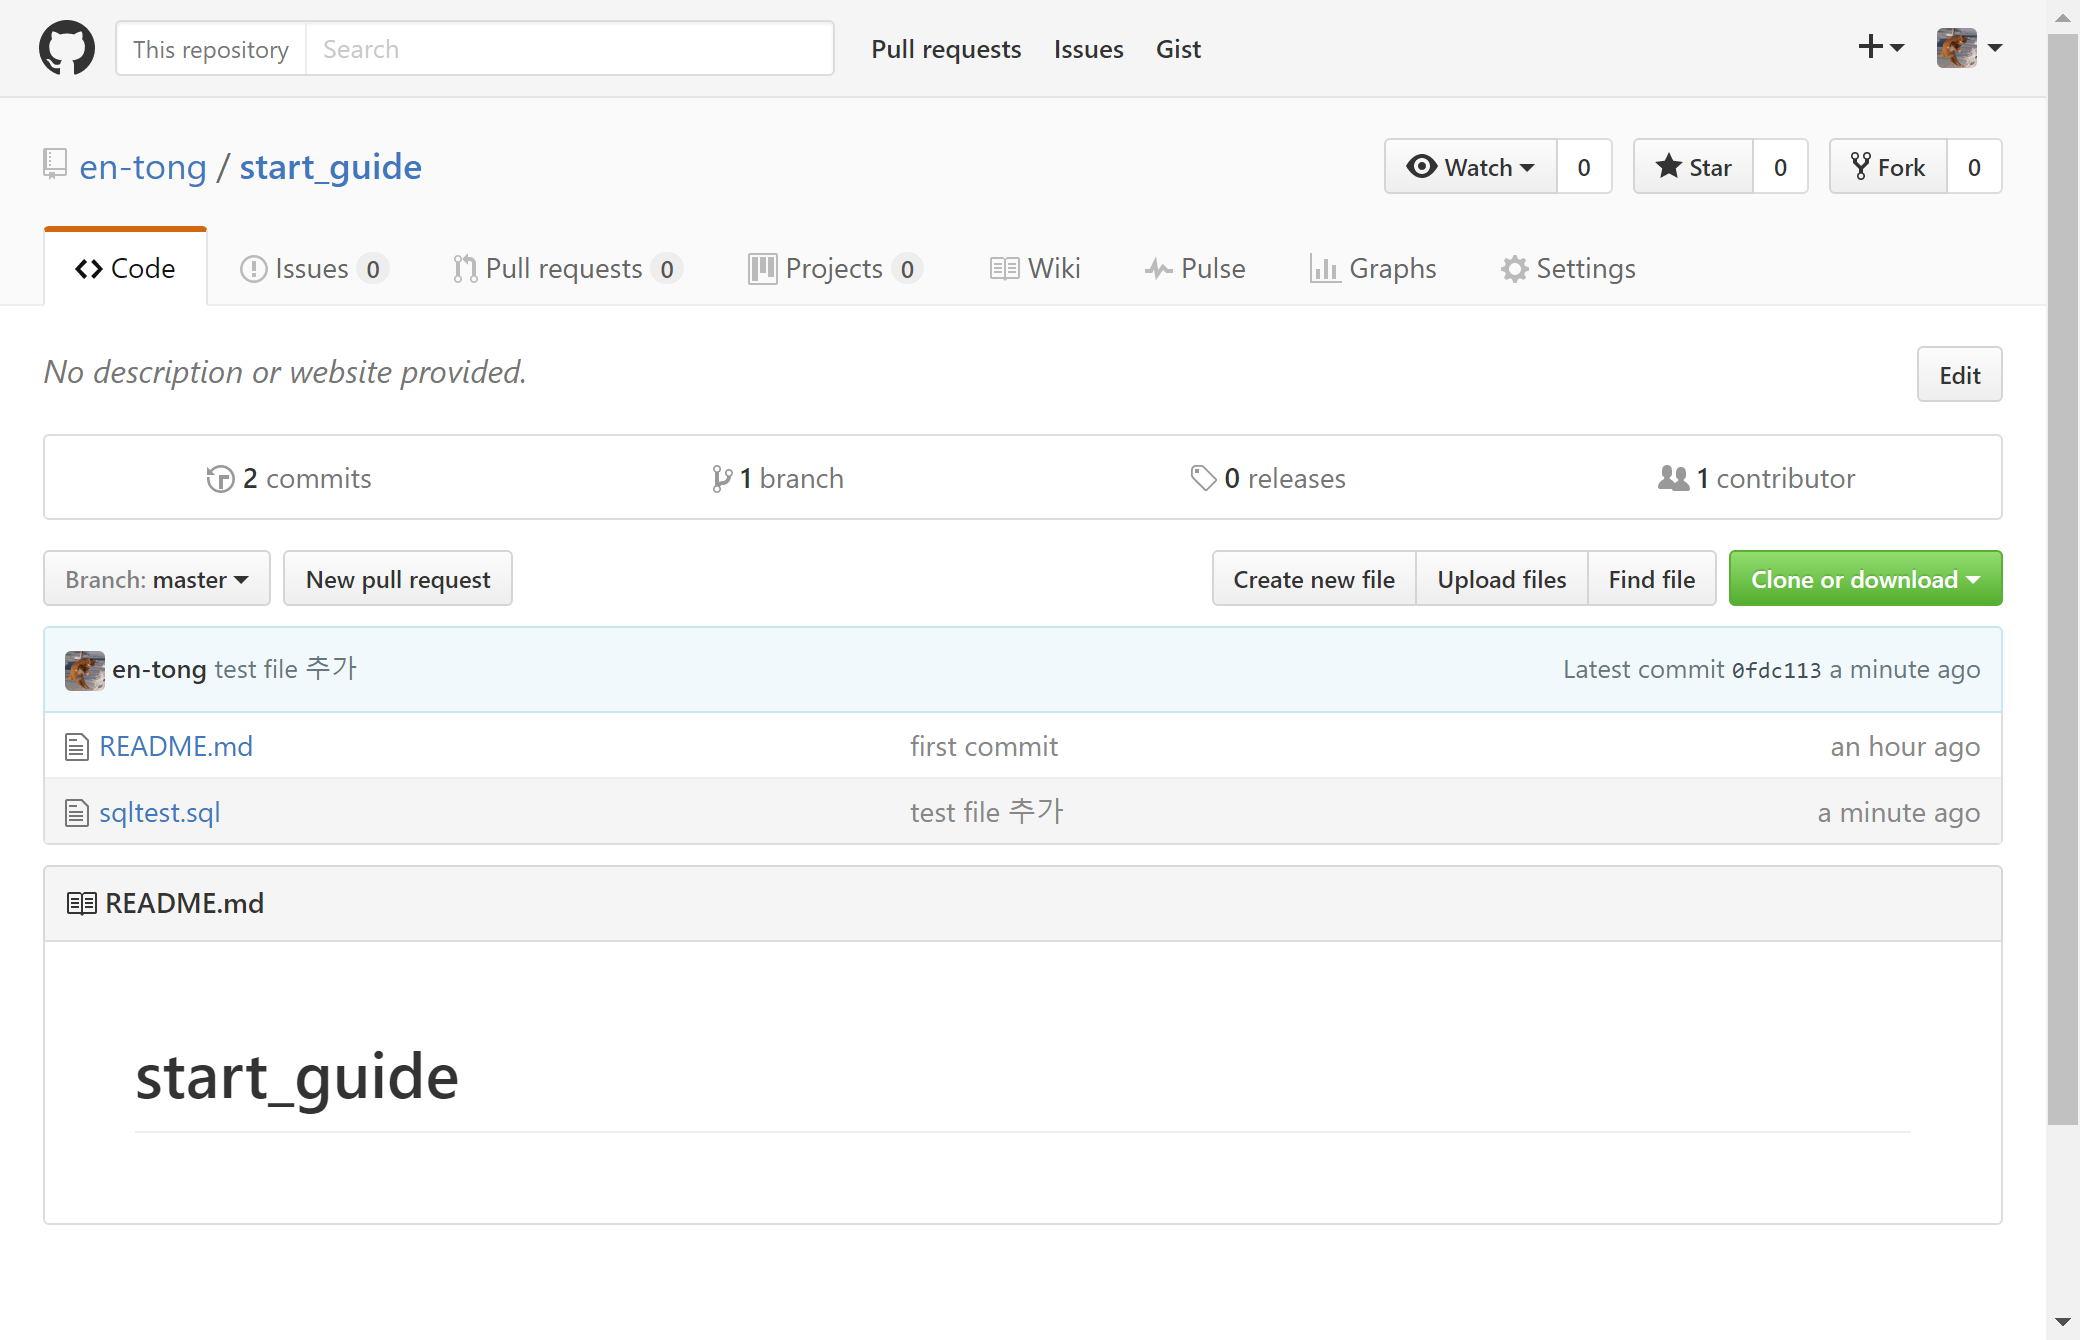 This repository Search Pull requests Issues Gist
en-tong / start_guide Watch 0 Star 0 Fork 0
Code Issues 0 Pull requests 0 Projects 0 Wiki Pulse Graphs Settings
No description or website provided. Edit
2 commits 1 branch 0 releases 1 contributor
Branch: master New pull request Create new file Upload files Find file Clone or download
en-tong test file 추가 Latest commit 0fdc113 a minute ago
README.md first commit an hour ago
sqltest.sql test file 추가 a minute ago
README.md
start_guide